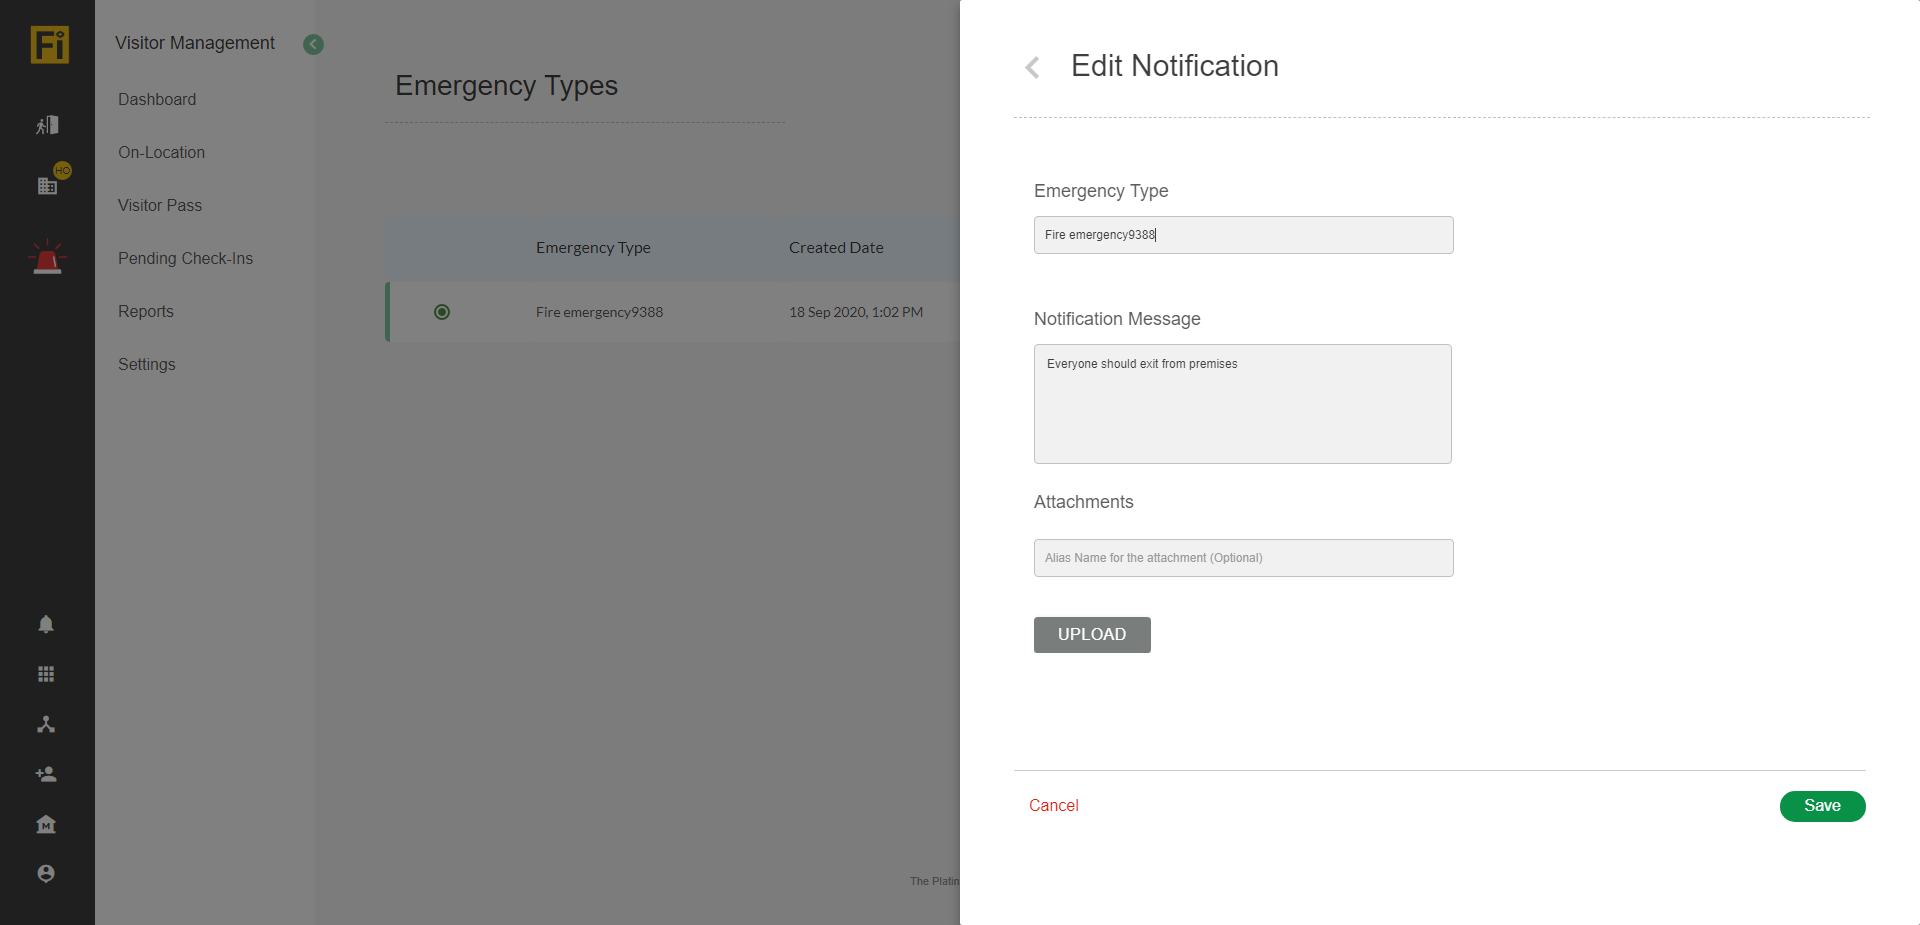 Fi
HO
Visitor Management
Dashboard
On-Location
Visitor Pass
Pending Check-Ins
Reports
Settings
Emergency Types
Emergency Type Created Date
Fire emergency9388 18 Sep 2020, 1:02 PM
The Platin
Edit Notification
Emergency Type
Fire emergency9388
Notification Message
Everyone should exit from premises
Attachments
Alias Name for the attachment (Optional)
UPLOAD
Cancel
Save
M